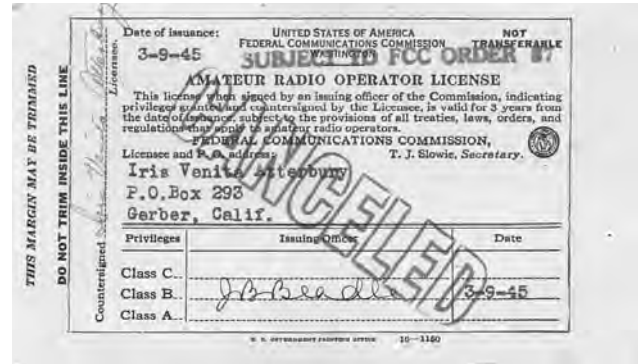 Date of issuance:
3-9-45
UNITED STATES OF AMERICA
FEDERAL COMMUNICATIONS COMMISSION
WASHINGTON
NOT
TRANSFERABLE
SUBJECT TO FCC ORDER 87
AMATEUR RADIO OPERATOR LICENSE
This license when signed by an issuing officer of the Commission, indicating
privileges granted and countersigned by the Licensee, is valid for 3 years from
the date of issuance, subject to the provisions of all treaties, laws, orders, and
regulations that apply to amateur radio operators.
FEDERAL COMMUNICATIONS COMMISSION,
Licensee and P. O. address: T. J. Slowie, Secretary.
Iris Venita Atterbury
P.O.Box 293
Gerber, Calif.
CANCELED
Privileges Issuing Officer Date
Class C
Class B 3-9-45
Class A
U. S. GOVERNMENT PRINTING OFFICE 16—1160
THIS MARGIN MAY BE TRIMMED
DO NOT TRIM INSIDE THIS LINE
Countersigned Licensee.